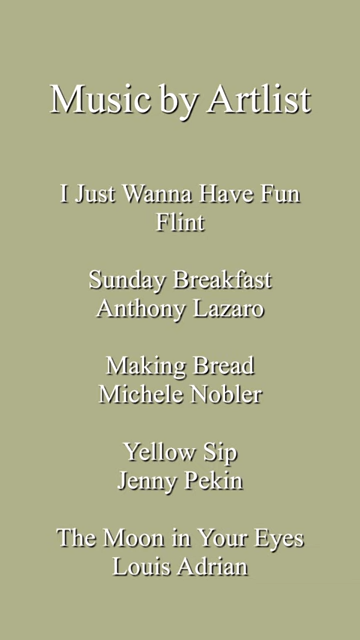 Music by Artlist
I Just Wanna Have Fun
Flint
Sunday Breakfast
Anthony Lazaro
Making Bread
Michele Nobler
Yellow Sip
Jenny Pekin
The Moon in Your Eyes
Louis Adrian